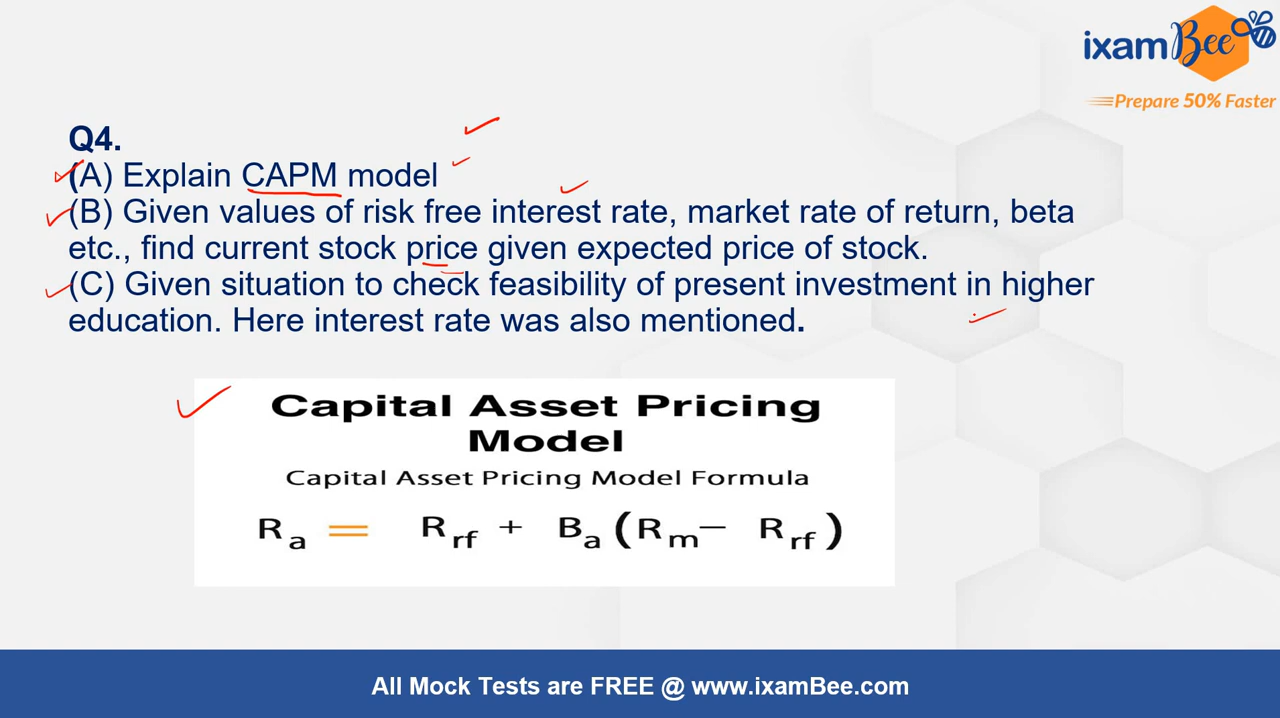 ixamBee
Prepare 50% Faster
Q4.
(A) Explain CAPM model
(B) Given values of risk free interest rate, market rate of return, beta
etc., find current stock price given expected price of stock.
(C) Given situation to check feasibility of present investment in higher
education. Here interest rate was also mentioned.
Capital Asset Pricing
Model
Capital Asset Pricing Model Formula
Ra = Rrf + Ba (Rm − Rrf)
All Mock Tests are FREE @ www.ixamBee.com